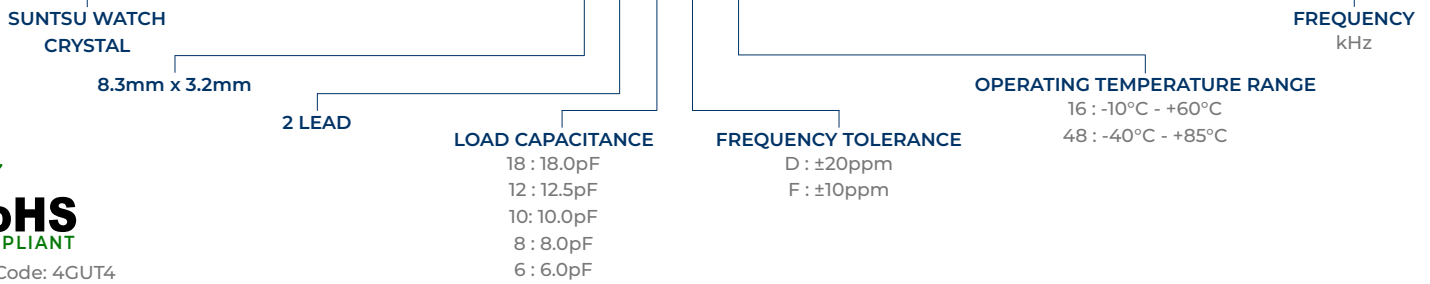 SUNTSU WATCH
CRYSTAL
8.3mm x 3.2mm
2 LEAD
LOAD CAPACITANCE
18 : 18.0pF
12 : 12.5pF
10: 10.0pF
8 : 8.0pF
6 : 6.0pF
FREQUENCY TOLERANCE
D : ±20ppm
F : ±10ppm
OPERATING TEMPERATURE RANGE
16 : -10°C - +60°C
48 : -40°C - +85°C
FREQUENCY
kHz
oHS
PLIANT
Code: 4GUT4